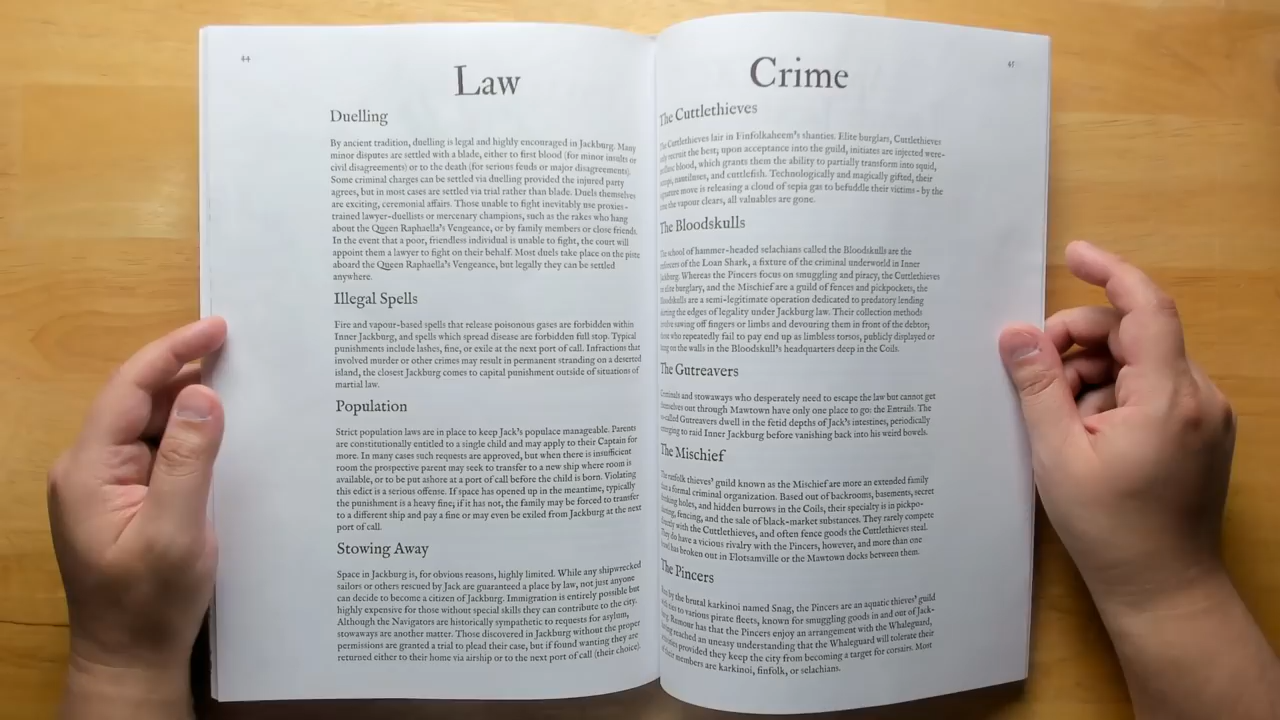 44
Law
Duelling
By ancient tradition, duelling is legal and highly encouraged in Jackburg. Many
minor disputes are settled with a blade, either to first blood (for minor insults or
civil disagreements) or to the death (for serious feuds or major disagreements).
Some criminal charges can be settled via duelling provided the injured party
agrees, but in most cases are settled via trial rather than blade. Duels themselves
are exciting, ceremonial affairs. Those unable to fight inevitably use proxies -
trained lawyer-duellists or mercenary champions, such as the rakes who hang
about the Queen Raphaella's Vengeance, or by family members or close friends.
In the event that a poor, friendless individual is unable to fight, the court will
appoint them a lawyer to fight on their behalf. Most duels take place on the piste
aboard the Queen Raphaella's Vengeance, but legally they can be settled
anywhere.
Illegal Spells
Fire and vapour-based spells that release poisonous gases are forbidden within
Inner Jackburg, and spells which spread disease are forbidden full stop. Typical
punishments include lashes, fine, or exile at the next port of call. Infractions that
involved murder or other crimes may result in permanent stranding on a deserted
island, the closest Jackburg comes to capital punishment outside of situations of
martial law.
Population
Strict population laws are in place to keep Jack's populace manageable. Parents
are constitutionally entitled to a single child and may apply to their Captain for
more. In many cases such requests are approved, but when there is insufficient
room the prospective parent may seek to transfer to a new ship where room is
available, or to be put ashore at a port of call before the child is born. Violating
this edict is a serious offense. If space has opened up in the meantime, typically
the punishment is a heavy fine; if it has not, the family may be forced to transfer
to a different ship and pay a fine or may even be exiled from Jackburg at the next
port of call.
Stowing Away
Space in Jackburg is, for obvious reasons, highly limited. While any shipwrecked
sailors or others rescued by Jack are guaranteed a place by law, not just anyone
can decide to become a citizen of Jackburg. Immigration is entirely possible but
highly expensive for those without special skills they can contribute to the city.
Although the Navigators are historically sympathetic to requests for asylum,
stowaways are another matter. Those discovered in Jackburg without the proper
permissions are granted a trial to plead their case, but if found wanting they are
returned either to their home via airship or to the next port of call (their choice).
45
Crime
The Cuttlethieves
The Cuttlethieves lair in Finfolkaheem's shanties. Elite burglars, Cuttlethieves
only recruit the best; upon acceptance into the guild, initiates are injected were-
blood, which grants them the ability to partially transform into squid,
nautiluses, and cuttlefish. Technologically and magically gifted, their
signature move is releasing a cloud of sepia gas to befuddle their victims - by the
time the vapour clears, all valuables are gone.
The Bloodskulls
The school of hammer-headed selachians called the Bloodskulls are the
enforcers of the Loan Shark, a fixture of the criminal underworld in Inner
Jackburg. Whereas the Pincers focus on smuggling and piracy, the Cuttlethieves
on elite burglary, and the Mischief are a guild of fences and pickpockets, the
Bloodskulls are a semi-legitimate operation dedicated to predatory lending
skirting the edges of legality under Jackburg law. Their collection methods
involve sawing off fingers or limbs and devouring them in front of the debtor;
those who repeatedly fail to pay end up as limbless torsos, publicly displayed or
hung on the walls in the Bloodskull's headquarters deep in the Coils.
The Gutreavers
Criminals and stowaways who desperately need to escape the law but cannot get
themselves out through Mawtown have only one place to go: the Entrails. The
so-called Gutreavers dwell in the fetid depths of Jack's intestines, periodically
emerging to raid Inner Jackburg before vanishing back into his weird bowels.
The Mischief
The ratfolk thieves' guild known as the Mischief are more an extended family
than a formal criminal organization. Based out of backrooms, basements, secret
drinking holes, and hidden burrows in the Coils, their specialty is in pickpo-
fencing, and the sale of black-market substances. They rarely compete
directly with the Cuttlethieves, and often fence goods the Cuttlethieves steal.
They do have a vicious rivalry with the Pincers, however, and more than one
brawl has broken out in Flotsamville or the Mawtown docks between them.
The Pincers
by the brutal karkinoi named Snag, the Pincers are an aquatic thieves' guild
with ties to various pirate fleets, known for smuggling goods in and out of Jack-
burg. Rumour has that the Pincers enjoy an arrangement with the Whaleguard,
having reached an uneasy understanding that the Whaleguard will tolerate their
provided they keep the city from becoming a target for corsairs. Most
of their members are karkinoi, finfolk, or selachians.